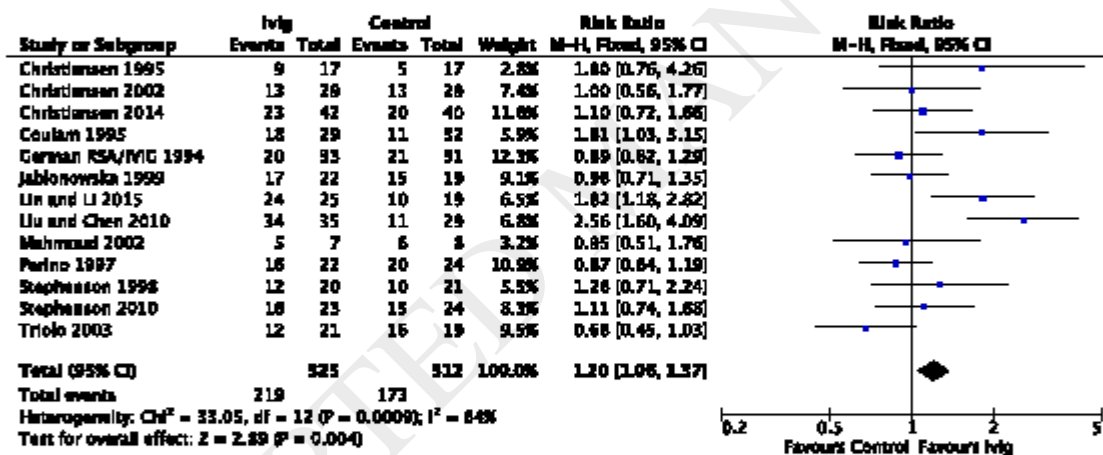 Ivig Control Risk Ratio Risk Ratio
Study or Subgroup Events Total Events Total Weight M-H, Fixed, 95% CI M-H, Fixed, 95% CI
Christiansen 1995 9 17 5 17 2.8% 1.80 [0.76, 4.26]
Christiansen 2002 13 29 13 29 7.4% 1.00 [0.56, 1.77]
Christiansen 2014 23 42 20 40 11.6% 1.10 [0.72, 1.66]
Coulam 1995 18 29 11 32 5.9% 1.81 [1.03, 3.15]
German RSA/IVIG 1994 20 33 21 31 12.3% 0.89 [0.62, 1.29]
Jablonowska 1999 17 22 15 19 9.1% 0.98 [0.71, 1.35]
Lin and Li 2015 24 25 10 19 6.5% 1.82 [1.18, 2.82]
Liu and Chen 2010 34 35 11 29 6.8% 2.56 [1.60, 4.09]
Mahmoud 2002 5 7 6 8 3.2% 0.95 [0.51, 1.76]
Perino 1997 16 22 20 24 10.9% 0.87 [0.64, 1.19]
Stephenson 1998 12 20 10 21 5.5% 1.26 [0.71, 2.24]
Stephenson 2010 16 23 15 24 8.3% 1.11 [0.74, 1.68]
Triolo 2003 12 21 16 19 9.5% 0.68 [0.45, 1.03]
Total (95% CI) 325 312 100.0% 1.20 [1.06, 1.37]
Total events 219 173
Heterogeneity: Chi² = 33.05, df = 12 (P = 0.0009); I² = 64%
Test for overall effect: Z = 2.89 (P = 0.004)
0.2 0.5 1 2 5
Favours Control Favours Ivig